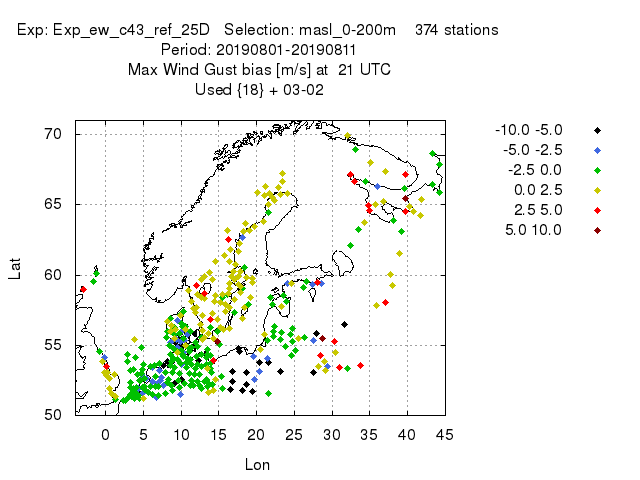 Exp: Exp_ew_c43_ref_25D Selection: masl_0-200m 374 stations
Period: 20190801-20190811
Max Wind Gust bias [m/s] at 21 UTC
Used {18} + 03-02
70
65
60
55
50
Lat
0 5 10 15 20 25 30 35 40 45
Lon
-10.0 -5.0
-5.0 -2.5
-2.5 0.0
0.0 2.5
2.5 5.0
5.0 10.0